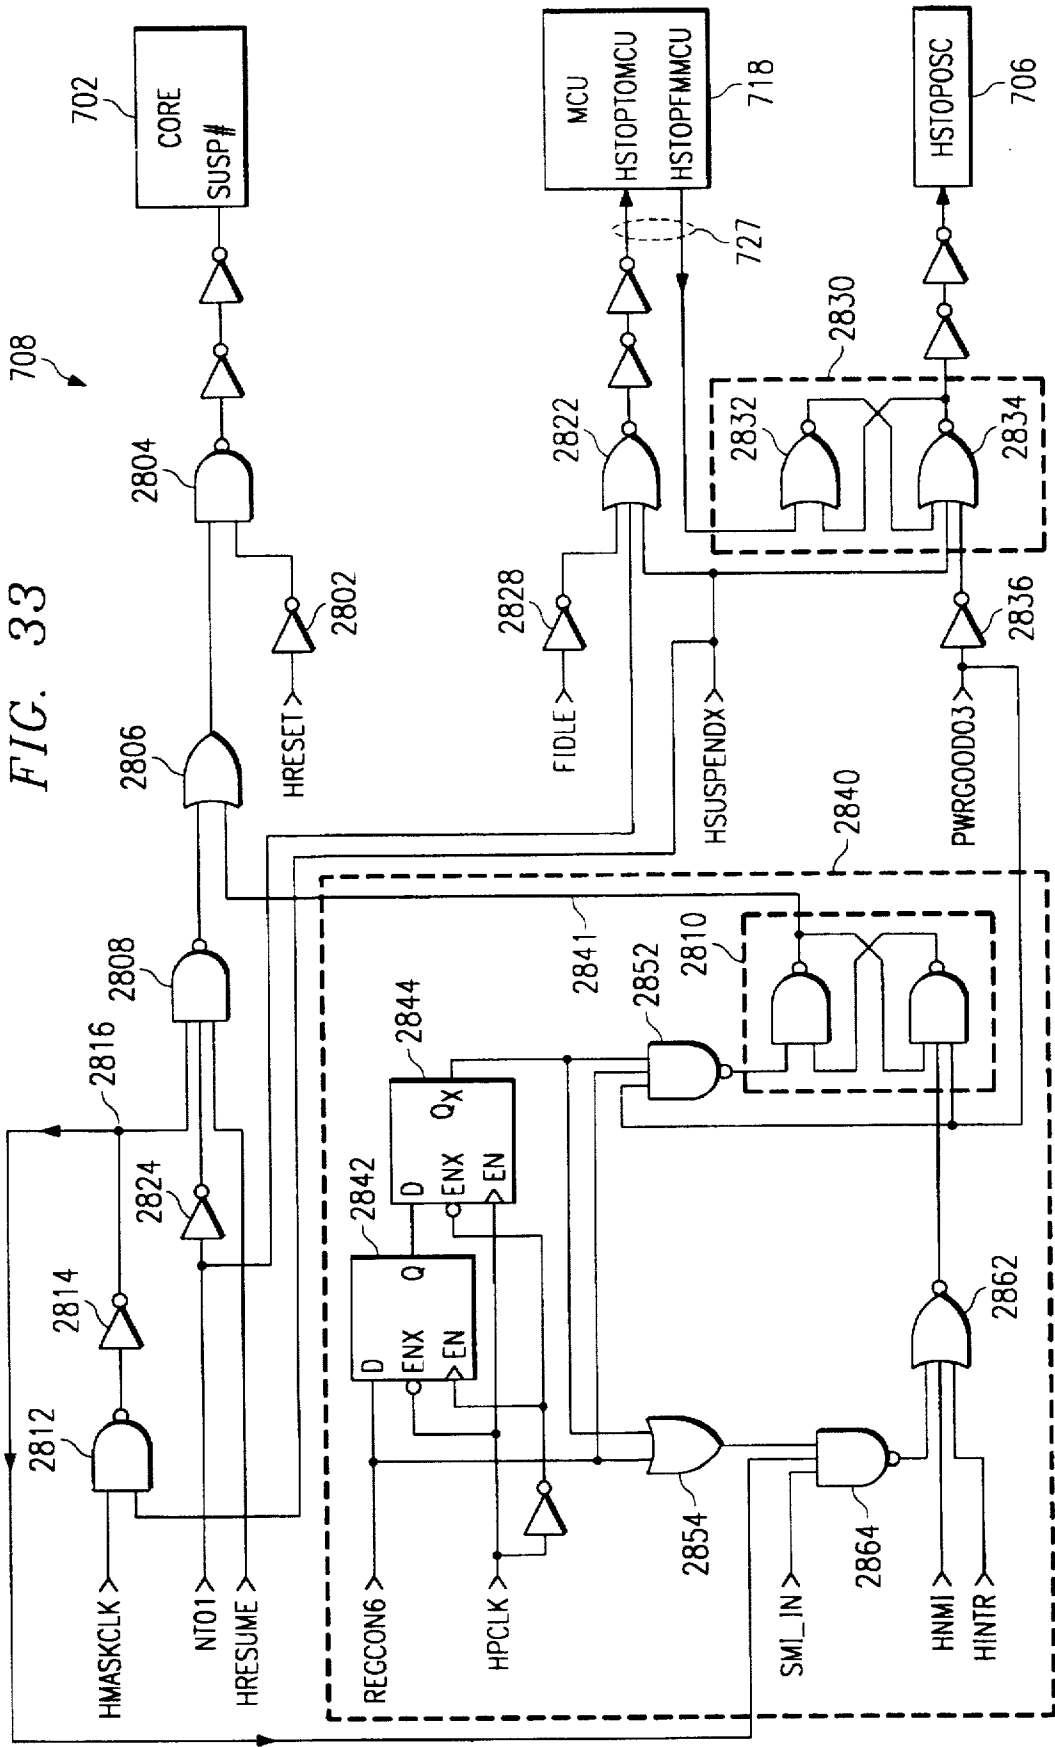 FIG. 33
708
702
CORE
SUSP#
2804
2802
HRESET
2806
2808
2816
2824
2814
2812
HMASKCLK
NT01
HRESUME
MCU
HSTOPTOMCU
HSTOPFMMCU
718
727
2822
2828
FIDLE
HSUSPENDX
HSTOPOSC
706
2830
2832
2834
2836
PWRGOOD03
2840
2841
2810
2852
2844
D
QX
ENX
EN
2842
D
Q
ENX
EN
2854
2864
2862
REGCON6
HPCLK
SMI_IN
HNMI
HINTR